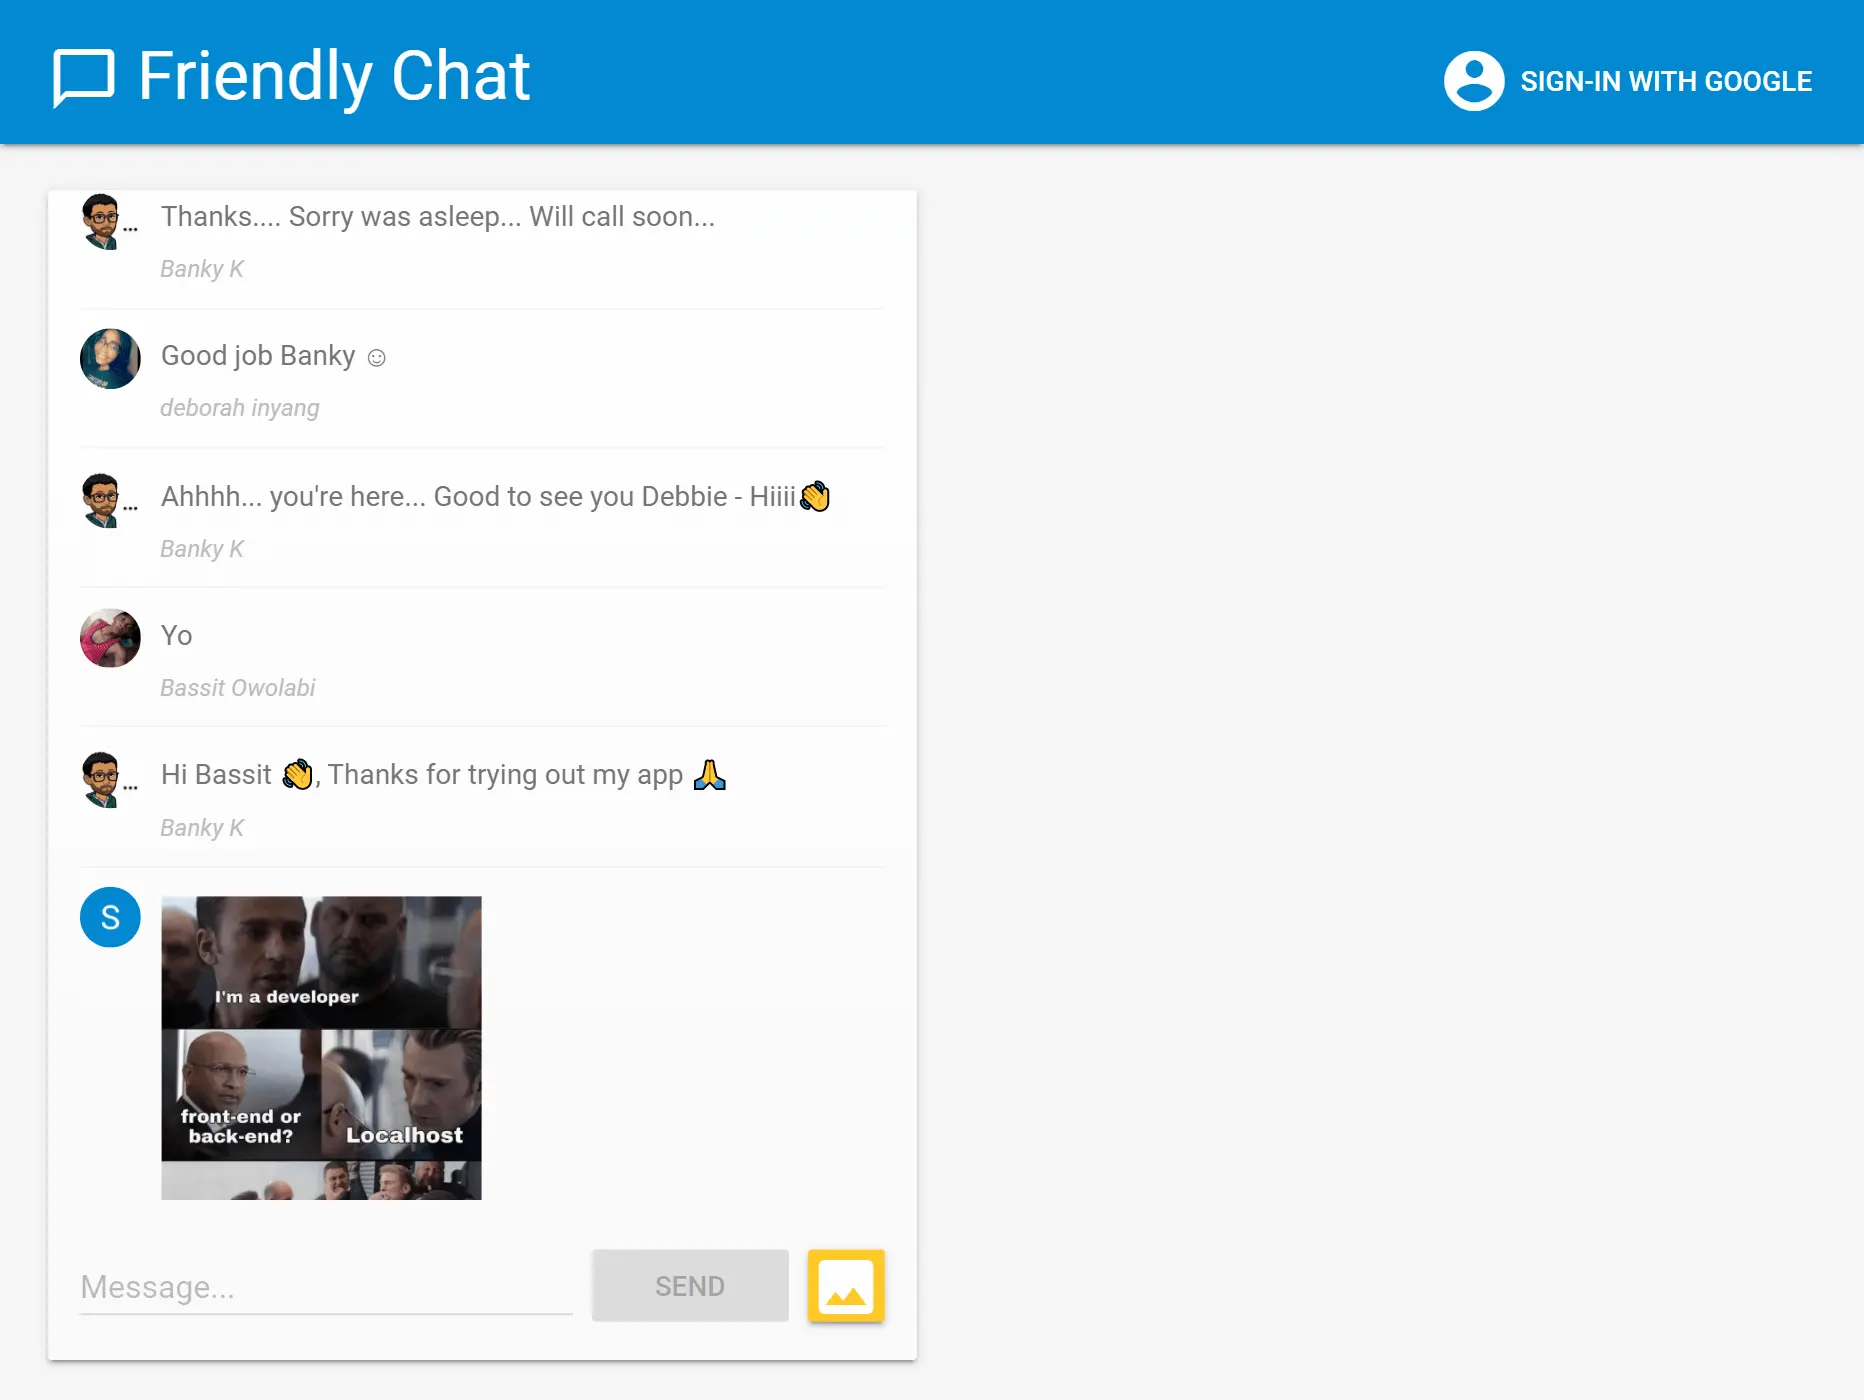 Friendly Chat
SIGN-IN WITH GOOGLE
Thanks.... Sorry was asleep... Will call soon...
Banky K
Good job Banky ☺
deborah inyang
Ahhhh... you're here... Good to see you Debbie - Hiiii👋
Banky K
Yo
Bassit Owolabi
Hi Bassit 👋, Thanks for trying out my app 🙏
Banky K
S
I'm a developer
front-end or
back-end?
Localhost
Message...
SEND